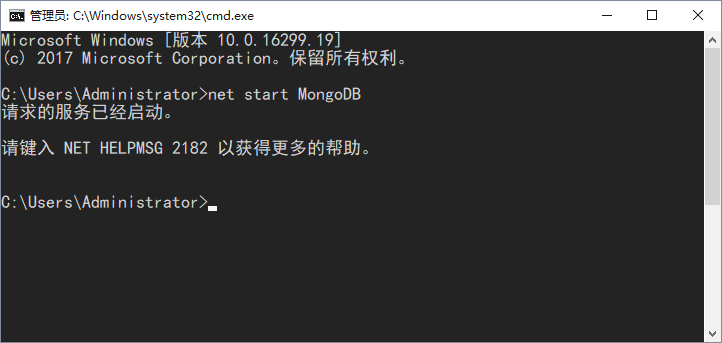 管理员: C:\Windows\system32\cmd.exe
Microsoft Windows [版本 10.0.16299.19]
(c) 2017 Microsoft Corporation。保留所有权利。
C:\Users\Administrator>net start MongoDB
请求的服务已经启动。
请键入 NET HELPMSG 2182 以获得更多的帮助。
C:\Users\Administrator>